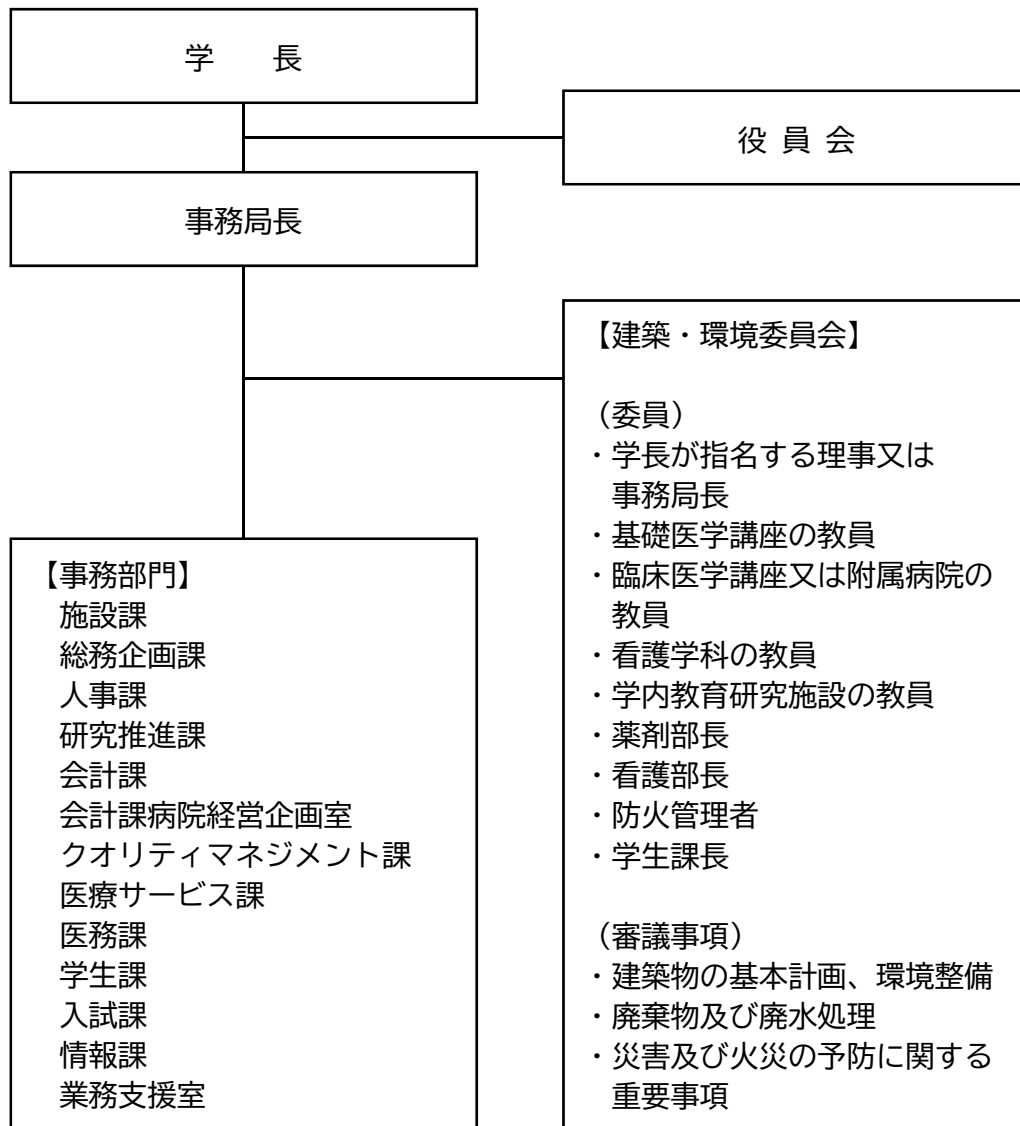 学　長
役 員 会
事務局長
【建築・環境委員会】
（委員）
・学長が指名する理事又は
事務局長
・基礎医学講座の教員
・臨床医学講座又は附属病院の
教員
・看護学科の教員
・学内教育研究施設の教員
・薬剤部長
・看護部長
・防火管理者
・学生課長
（審議事項）
・建築物の基本計画、環境整備
・廃棄物及び廃水処理
・災害及び火災の予防に関する
重要事項
【事務部門】
施設課
総務企画課
人事課
研究推進課
会計課
会計課病院経営企画室
クオリティマネジメント課
医療サービス課
医務課
学生課
入試課
情報課
業務支援室